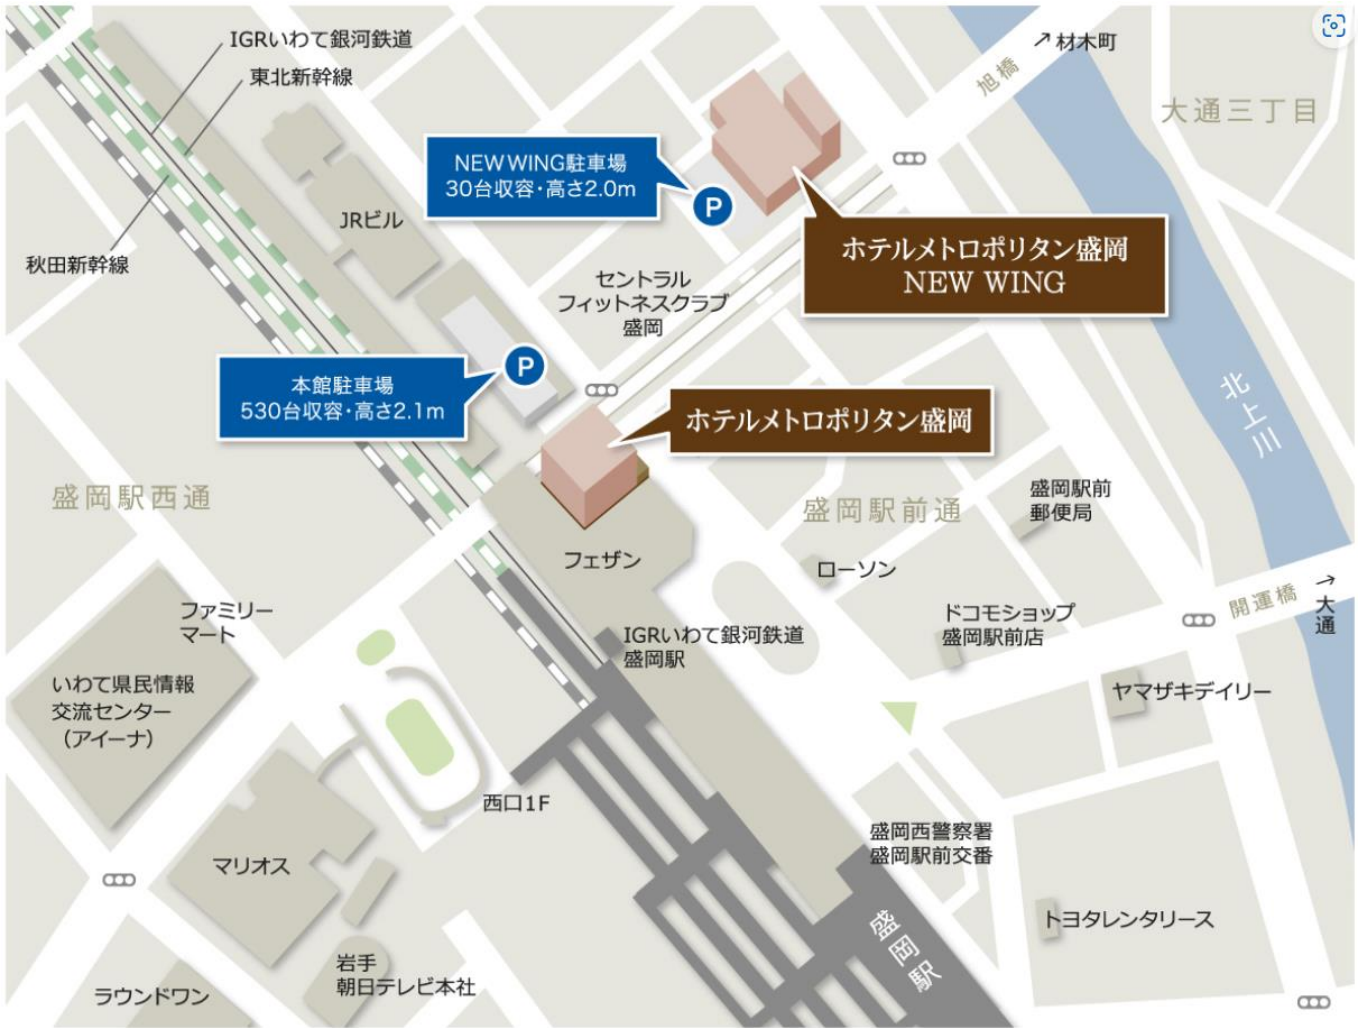 IGRいわて銀河鉄道
東北新幹線
↗材木町
旭橋
大通三丁目
NEW WING駐車場
30台収容・高さ2.0m
P
JRビル
ホテルメトロポリタン盛岡
NEW WING
秋田新幹線
セントラル
フィットネスクラブ
盛岡
本館駐車場
530台収容・高さ2.1m
P
ホテルメトロポリタン盛岡
北上川
盛岡駅西通
盛岡駅前通
盛岡駅前
郵便局
フェザン
ローソン
ファミリー
マート
IGRいわて銀河鉄道
盛岡駅
ドコモショップ
盛岡駅前店
開運橋
→大通
いわて県民情報
交流センター
(アイーナ)
ヤマザキデイリー
西口1F
盛岡西警察署
盛岡駅前交番
マリオス
トヨタレンタリース
盛岡駅
岩手
朝日テレビ本社
ラウンドワン